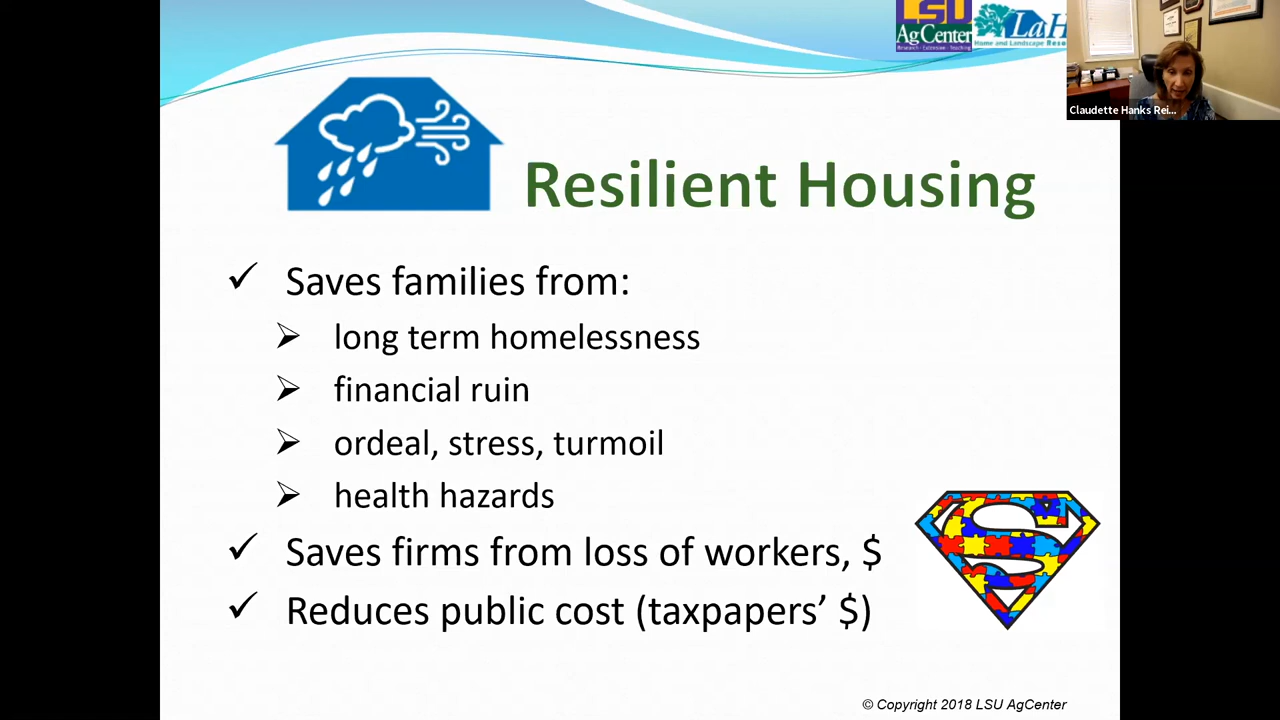 LSU
AgCenter
Research · Extension · Teaching
LaH
Home and Landscape Reso
Claudette Hanks Rei...
Resilient Housing
✓ Saves families from:
➢ long term homelessness
➢ financial ruin
➢ ordeal, stress, turmoil
➢ health hazards
✓ Saves firms from loss of workers, $
✓ Reduces public cost (taxpapers’ $)
S
© Copyright 2018 LSU AgCenter